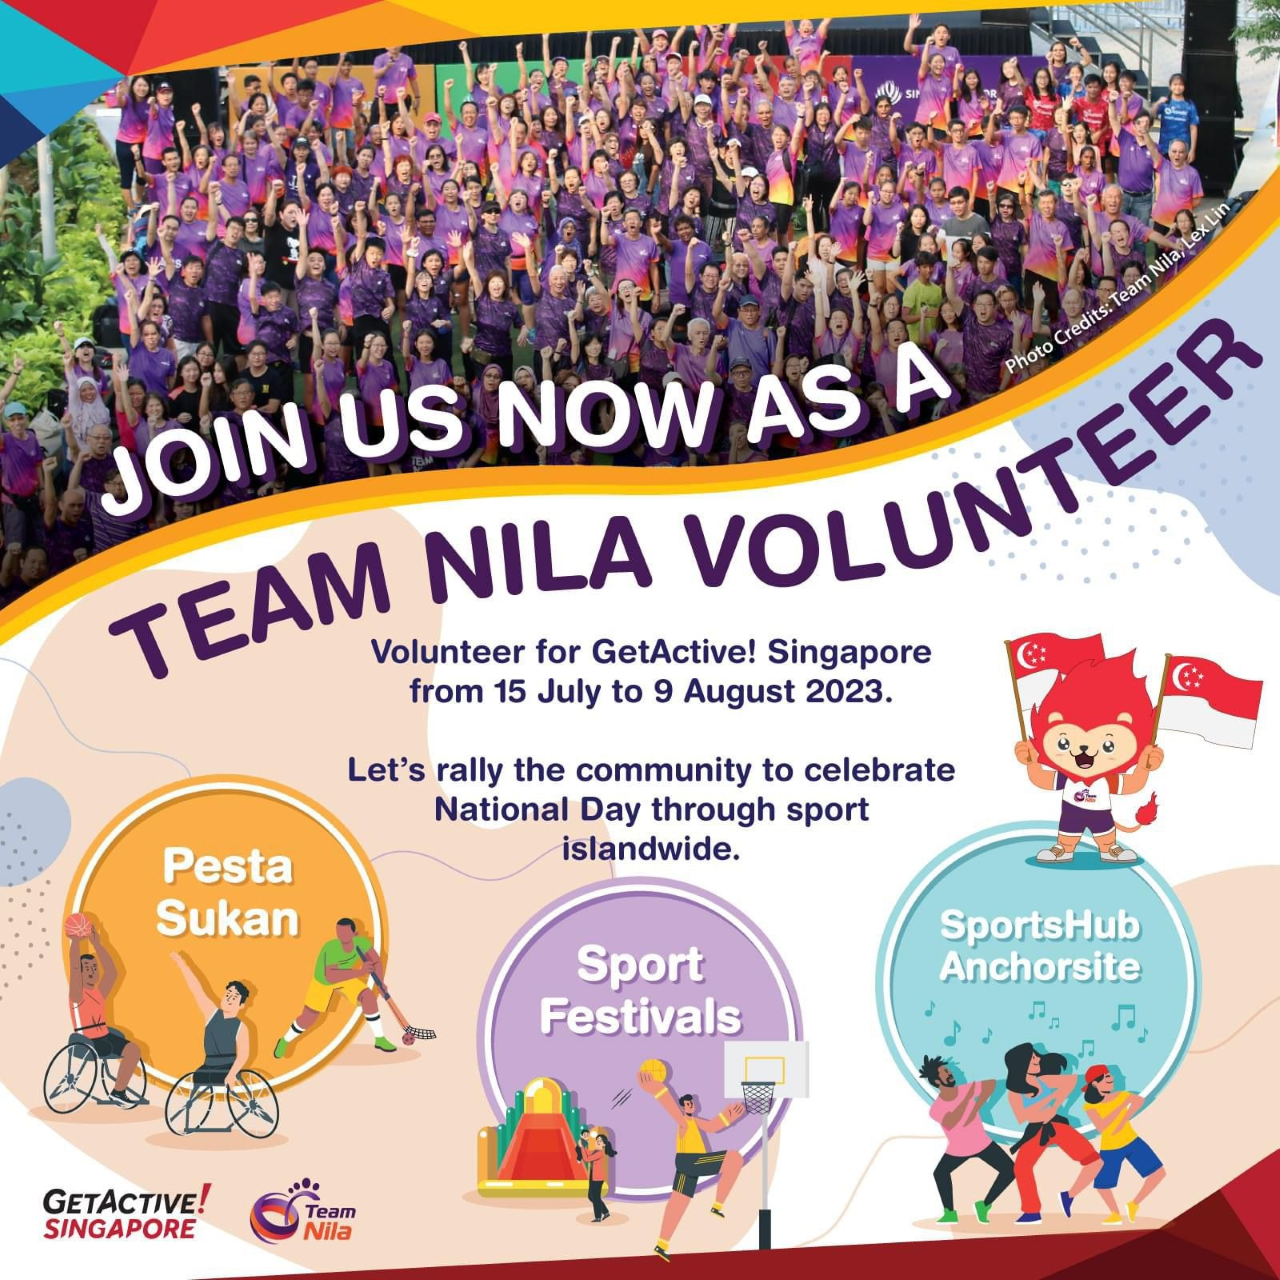 Photo Credits: Team Nila, Lex Lin
JOIN US NOW AS A
TEAM NILA VOLUNTEER
Volunteer for GetActive! Singapore
from 15 July to 9 August 2023.
Let's rally the community to celebrate
National Day through sport
islandwide.
Team
Nila
Pesta
Sukan
Sport
Festivals
SportsHub
Anchorsite
GETACTIVE!
SINGAPORE
Team
Nila